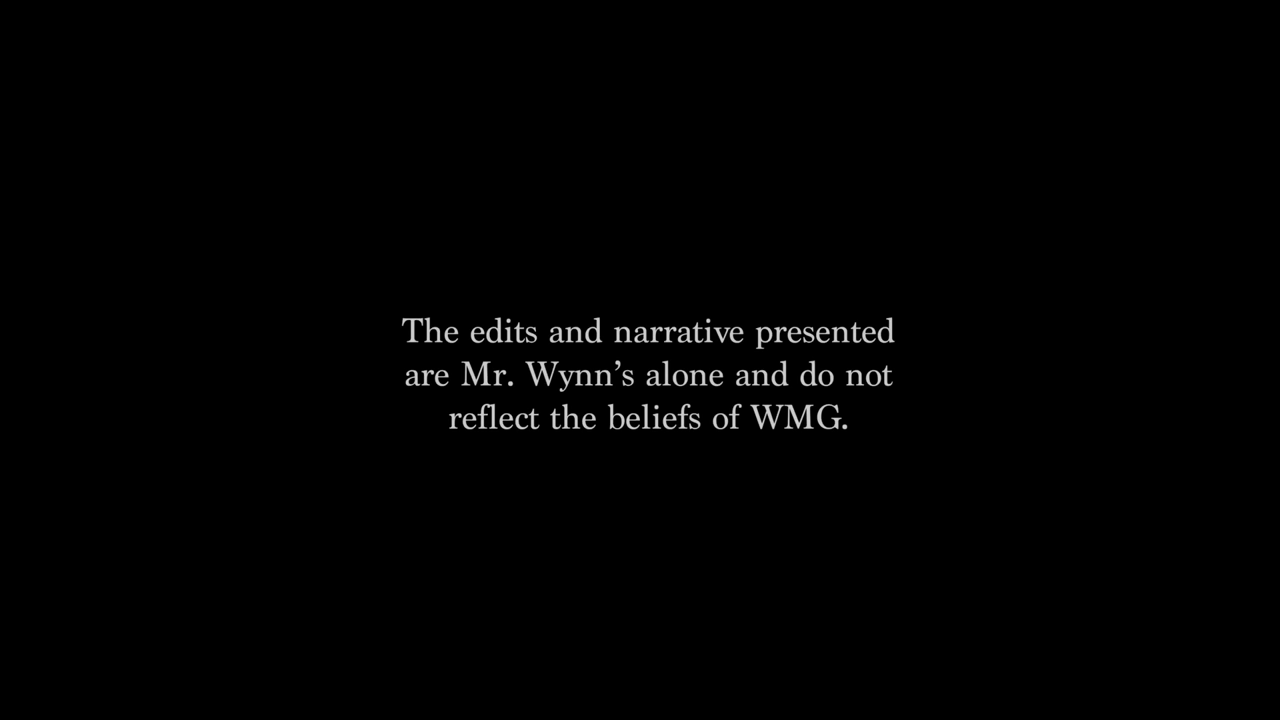 The edits and narrative presented
are Mr. Wynn’s alone and do not
reflect the beliefs of WMG.